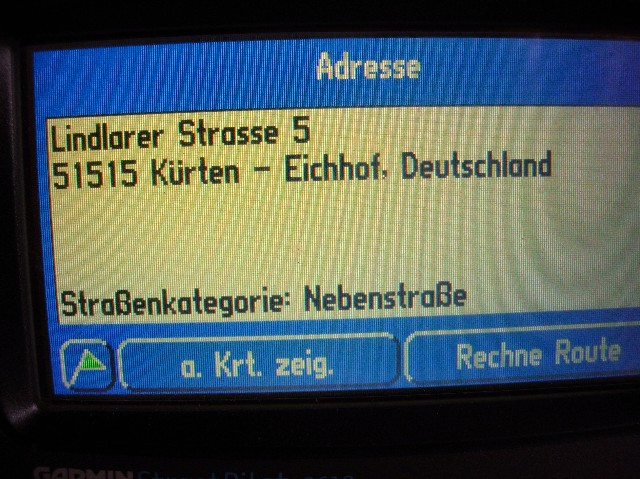 Adresse
Lindlarer Strasse 5
51515 Kürten - Eichhof, Deutschland
Straßenkategorie: Nebenstraße
a. Krt. zeig.
Rechne Route
GARMIN